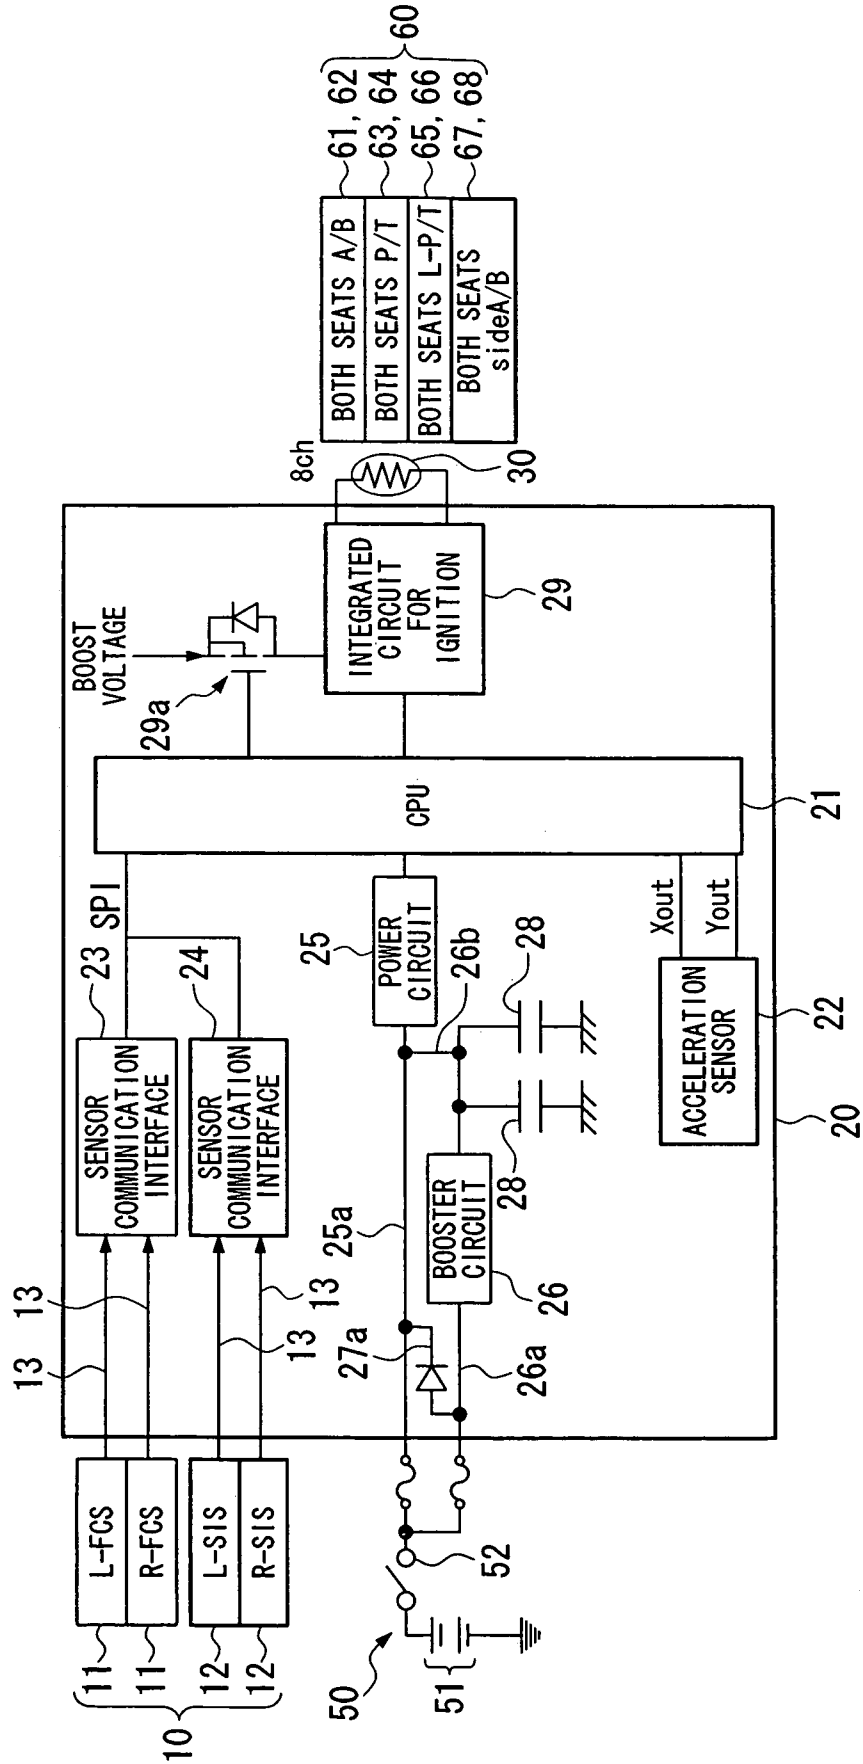 10
11
L-FCS
11
R-FCS
12
L-SIS
12
R-SIS
13
13
13
13
23
SENSOR
COMMUNICATION
INTERFACE
24
SENSOR
COMMUNICATION
INTERFACE
SPI
50
51
52
25a
27a
26a
BOOSTER
CIRCUIT
26
28
28
26b
25
POWER
CIRCUIT
ACCELERATION
SENSOR
22
20
Xout
Yout
CPU
21
BOOST
VOLTAGE
29a
INTEGRATED
CIRCUIT
FOR
IGNITION
29
8ch
30
BOTH SEATS A/B
61, 62
BOTH SEATS P/T
63, 64
BOTH SEATS L-P/T
65, 66
BOTH SEATS
sideA/B
67, 68
60